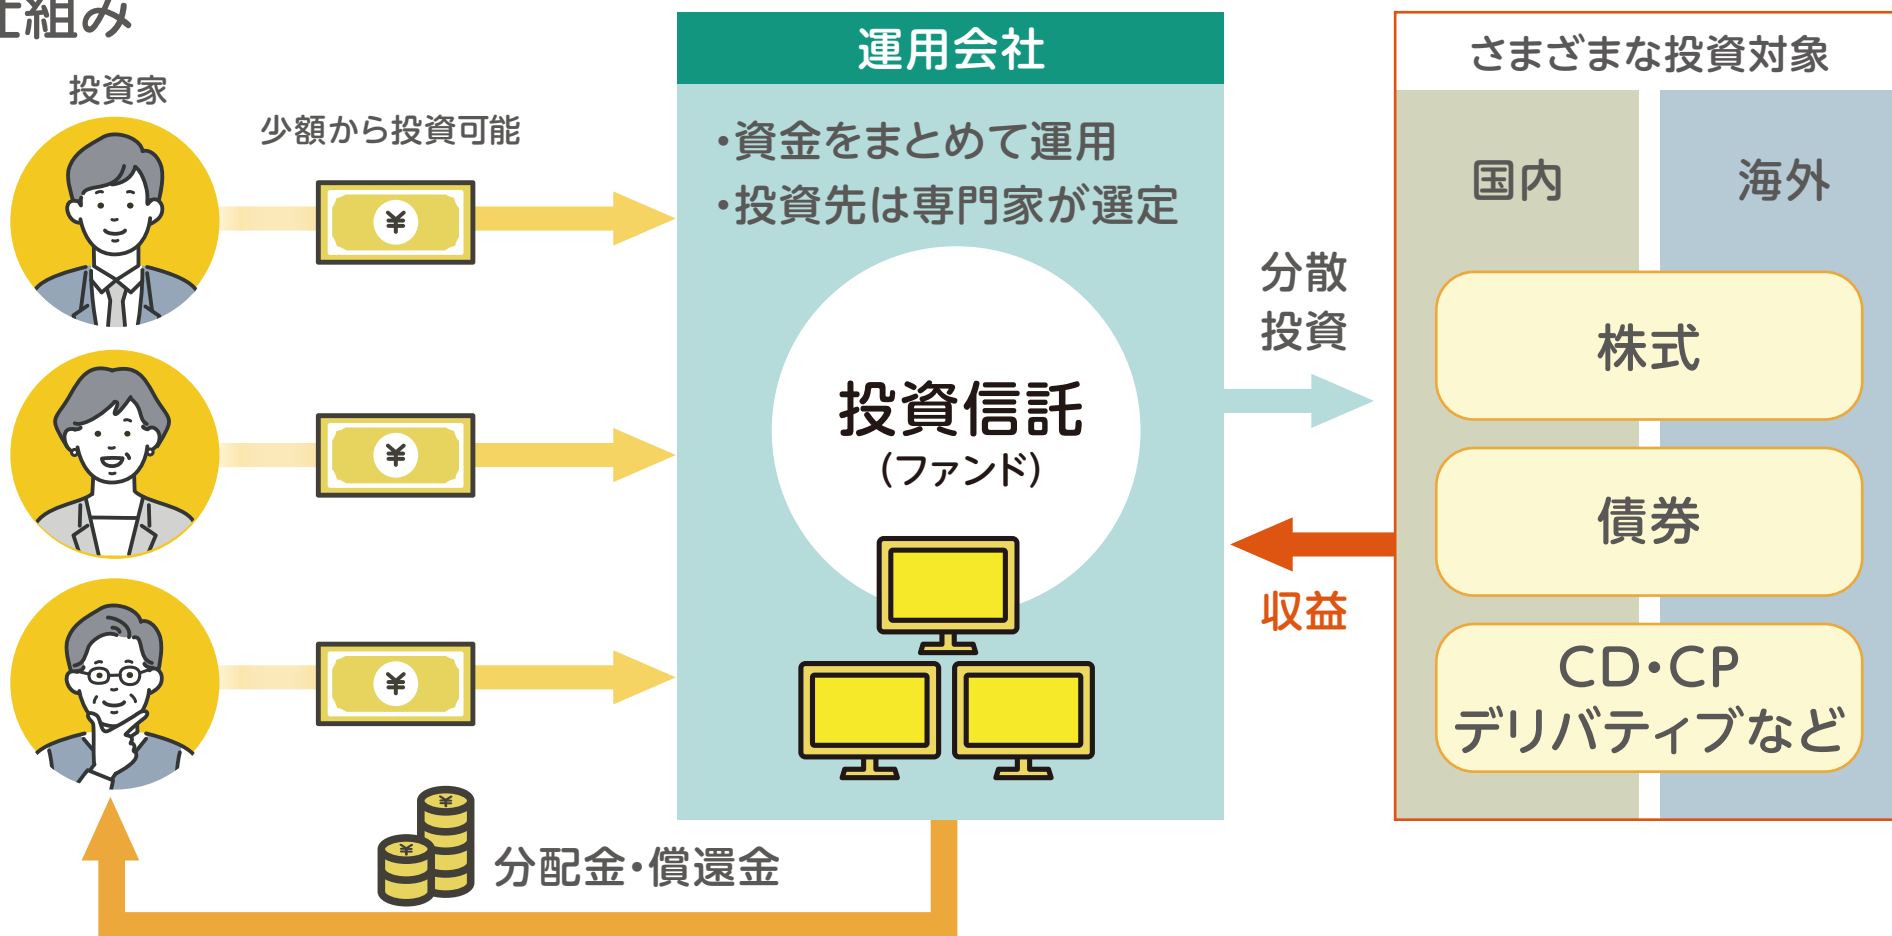 仕組み
投資家
少額から投資可能
¥
¥
¥
運用会社
・資金をまとめて運用
・投資先は専門家が選定
投資信託
(ファンド)
分散
投資
収益
さまざまな投資対象
国内
海外
株式
債券
CD・CP
デリバティブなど
¥
¥
分配金・償還金